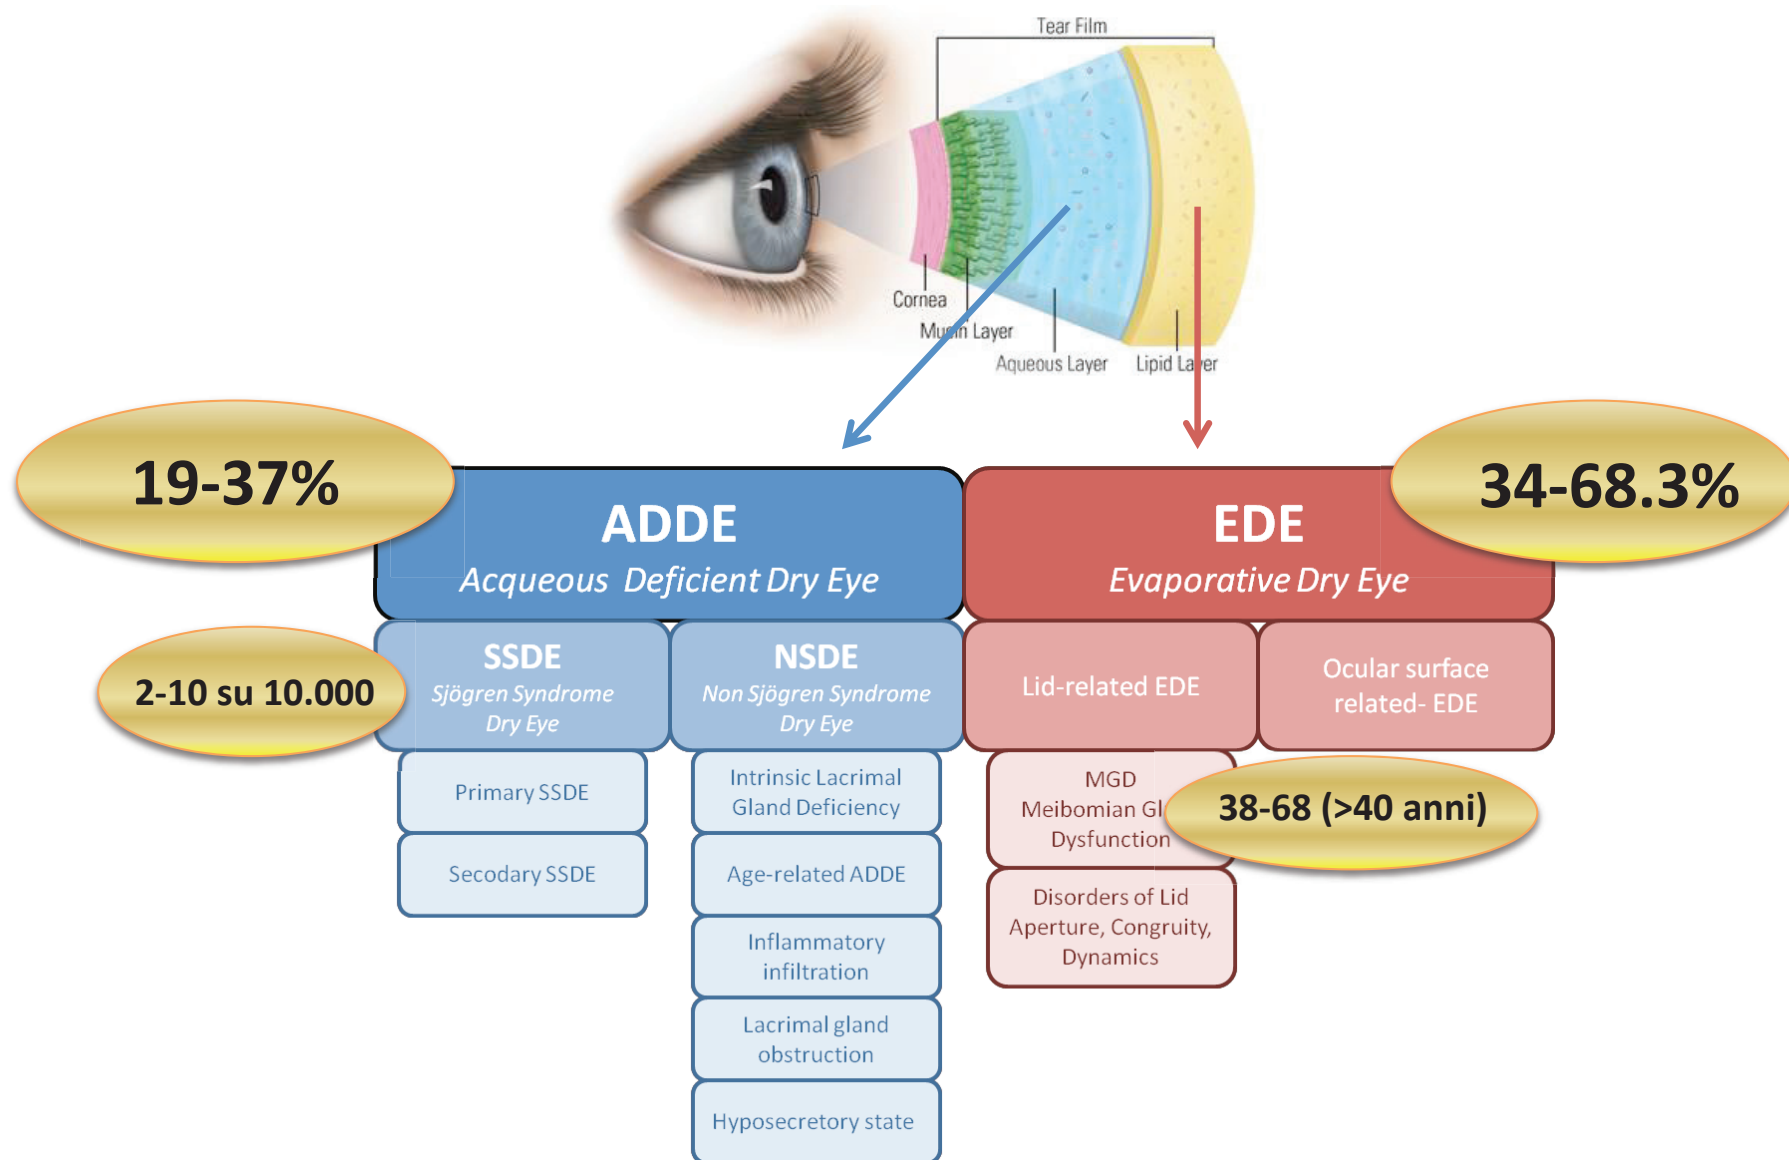 Tear Film
Cornea
Musin Layer
Aqueous Layer
Lipid Layer
19-37%
34-68.3%
ADDE
Acqueous Deficient Dry Eye
EDE
Evaporative Dry Eye
2-10 su 10.000
SSDE
Sjögren Syndrome
Dry Eye
NSDE
Non Sjögren Syndrome
Dry Eye
Lid-related EDE
Ocular surface
related- EDE
Primary SSDE
Secodary SSDE
Intrinsic Lacrimal
Gland Deficiency
Age-related ADDE
Inflammatory
infiltration
Lacrimal gland
obstruction
Hyposecretory state
MGD
Meibomian Gl
Dysfunction
38-68 (>40 anni)
Disorders of Lid
Aperture, Congruity,
Dynamics